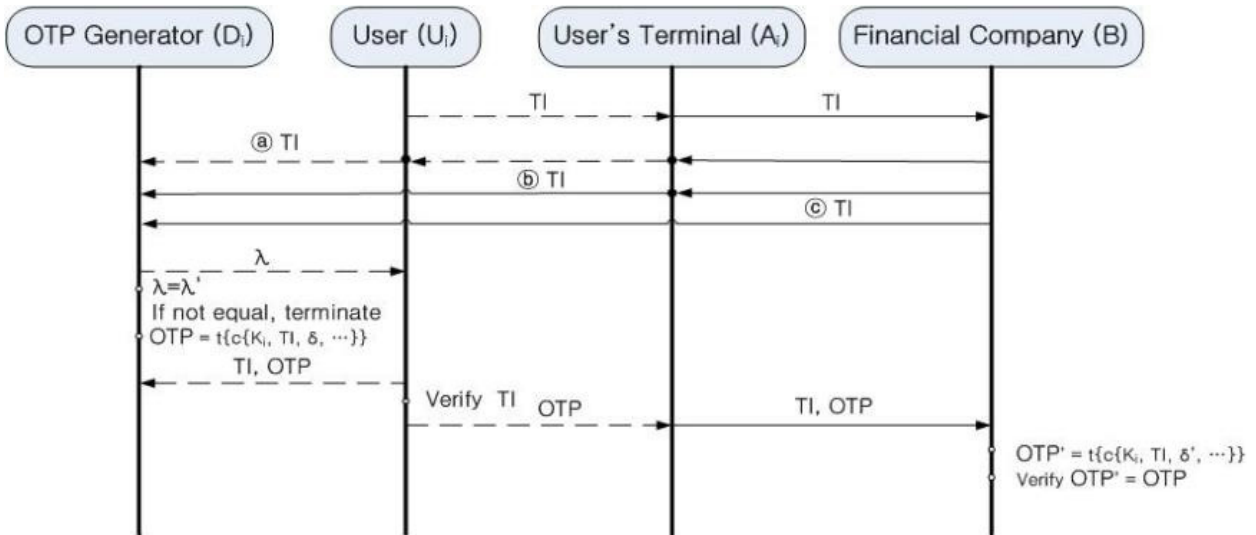 OTP Generator (Dᵢ)
User (Uᵢ)
User's Terminal (Aᵢ)
Financial Company (B)
TI
TI
ⓐ TI
ⓑ TI
ⓒ TI
λ
λ=λ'
If not equal, terminate
OTP = t{c{Kᵢ, TI, δ, ⋯}}
TI, OTP
Verify TI
OTP
TI, OTP
OTP' = t{c{Kᵢ, TI, δ', ⋯}}
Verify OTP' = OTP